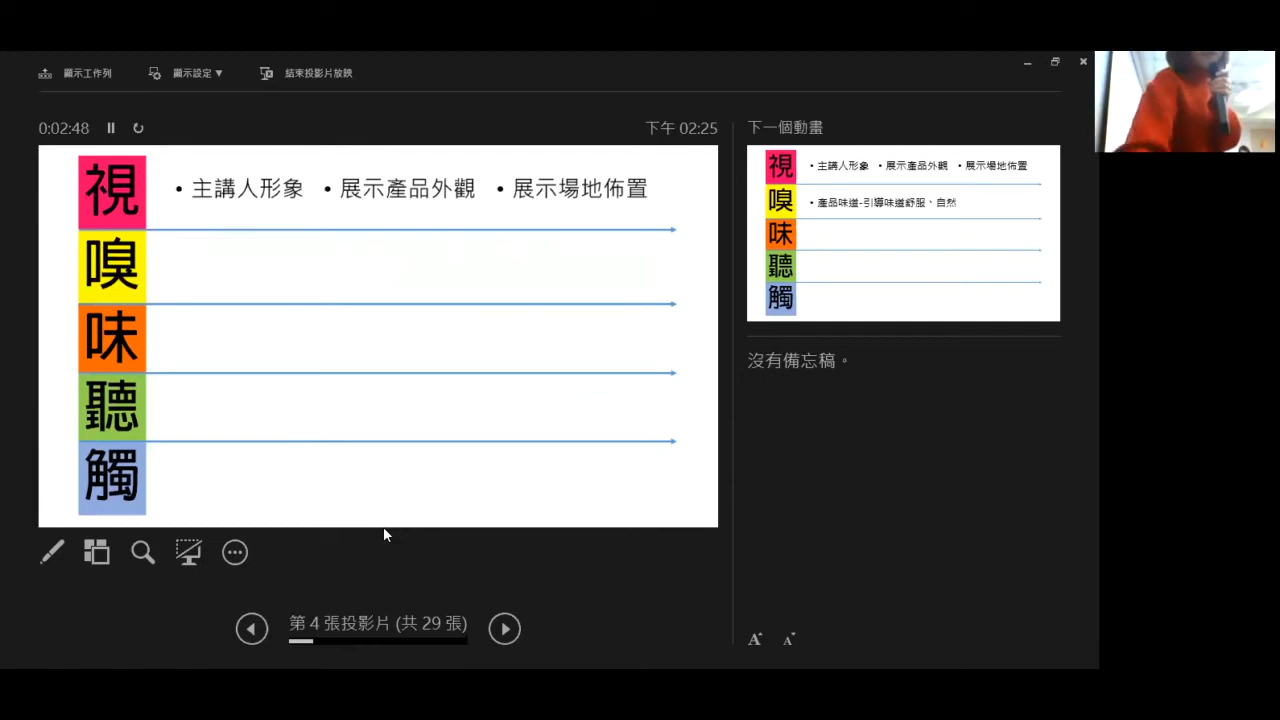 顯示工作列 顯示設定 ▼ 結束投影片放映
0:02:48 下午 02:25
視 • 主講人形象 • 展示產品外觀 • 展示場地佈置
嗅
味
聽
觸
第 4 張投影片 (共 29 張)
下一個動畫
視 • 主講人形象 • 展示產品外觀 • 展示場地佈置
嗅 • 產品味道-引導味道舒服、自然
味
聽
觸
沒有備忘稿。
A A